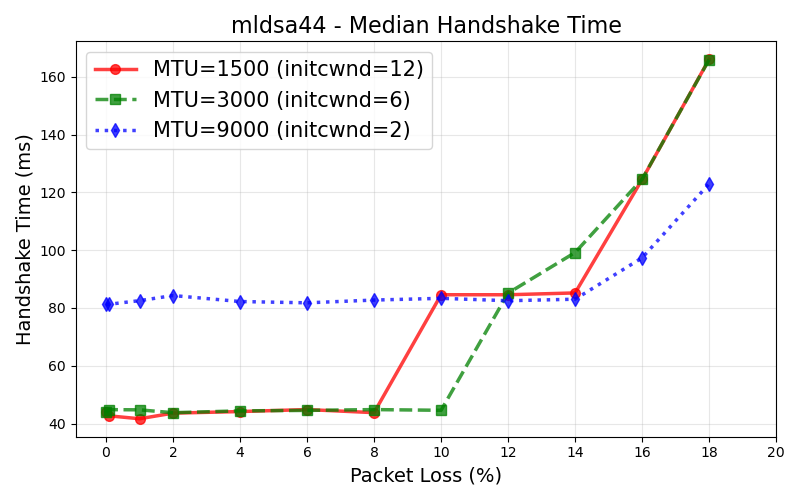 mldsa44 - Median Handshake Time
MTU=1500 (initcwnd=12)
MTU=3000 (initcwnd=6)
MTU=9000 (initcwnd=2)
Handshake Time (ms)
160
140
120
100
80
60
40
0 2 4 6 8 10 12 14 16 18 20
Packet Loss (%)